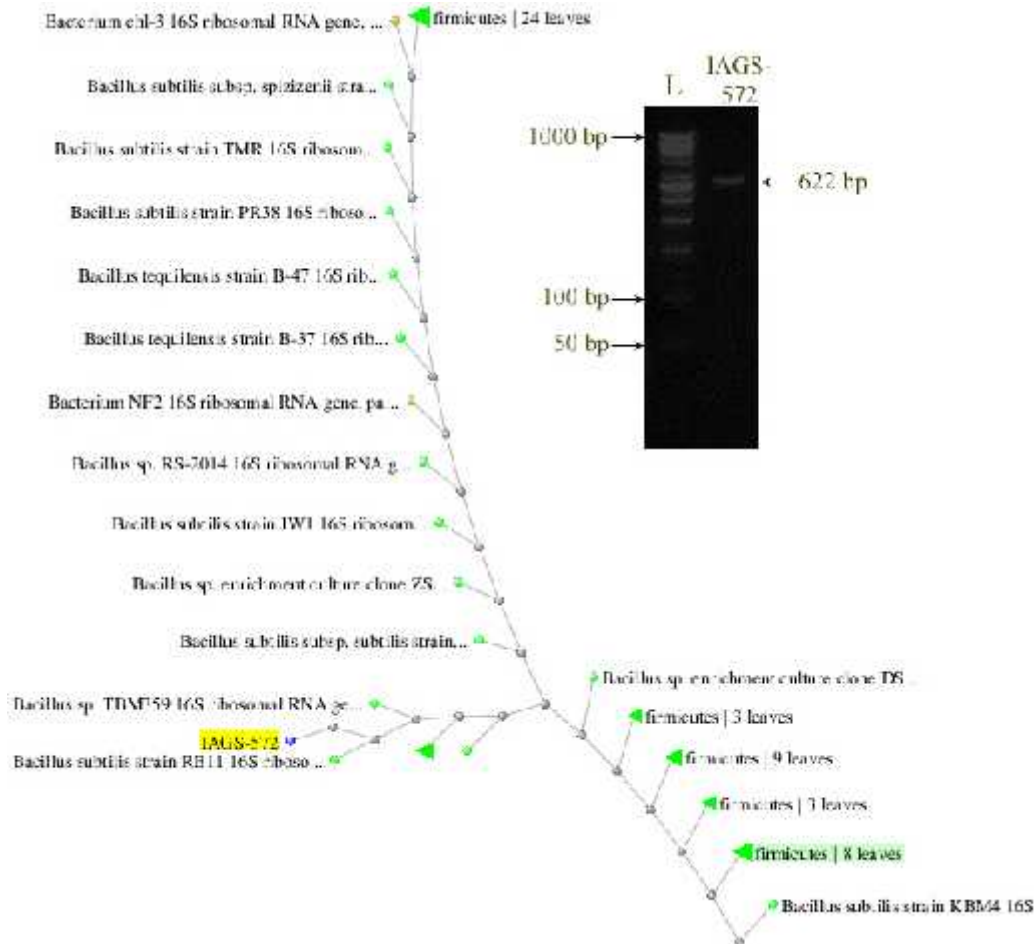 Bacterium chl-3 16S ribosomal RNA gene, ...
firmicutes | 24 leaves
Bacillus subtilis subsp. spizizenii stra...
Bacillus subtilis strain TMR 16S ribosom...
Bacillus subtilis strain PR38 16S riboso...
Bacillus tequilensis strain B-47 16S rib...
Bacillus tequilensis strain B-37 16S rib...
Bacterium NF2 16S ribosomal RNA gene, pa...
Bacillus sp. RS-2014 16S ribosomal RNA g...
Bacillus subtilis strain JW1 16S ribosom...
Bacillus sp. enrichment culture clone ZS...
Bacillus subtilis subsp. subtilis strain...
Bacillus sp. 16S ribosomal RNA ge...
IAGS-572
Bacillus subtilis strain RB11 16S riboso...
Bacillus sp. enrichment culture clone DS...
firmicutes | 3 leaves
firmicutes | 9 leaves
firmicutes | 3 leaves
firmicutes | 8 leaves
Bacillus subtilis strain KBM4 16S
L
IAGS-
572
1000 bp
622 bp
100 bp
50 bp